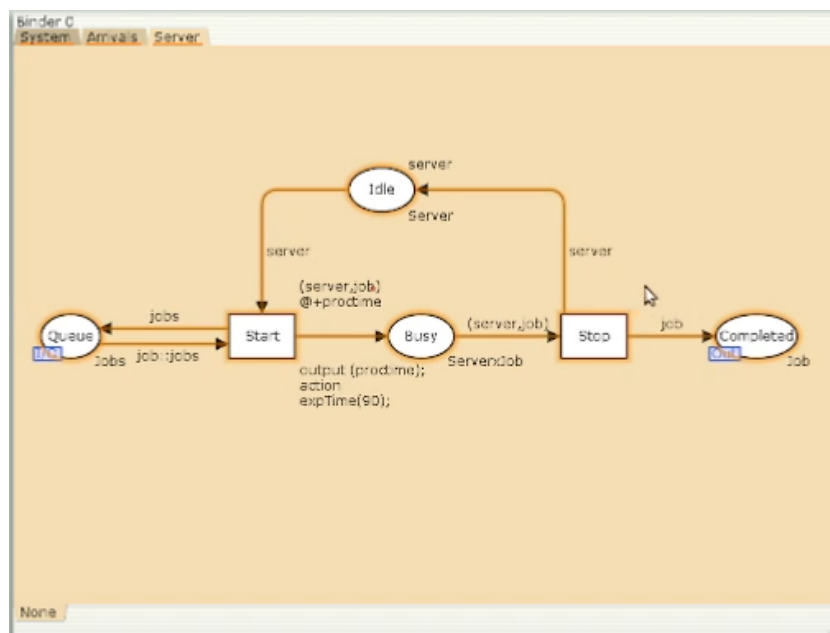 Binder 0
System Arrivals Server
server
Idle
Server
server
server
(server,job)
@+proctime
jobs
(server,job)
job
Queue
Start
Busy
Stop
Completed
I/O
Jobs
job::jobs
ServerxJob
Out
Job
output (proctime);
action
expTime(90);
None